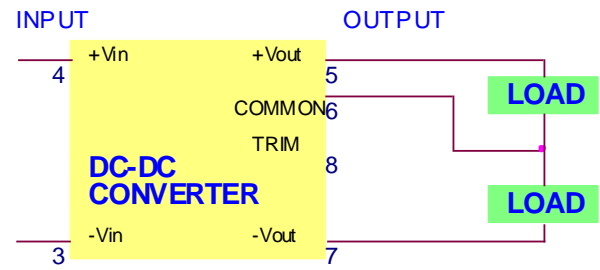 INPUT OUTPUT
+Vin +Vout
4 5
LOAD
COMMON 6
TRIM
8
DC-DC
CONVERTER
LOAD
-Vin -Vout
3 7